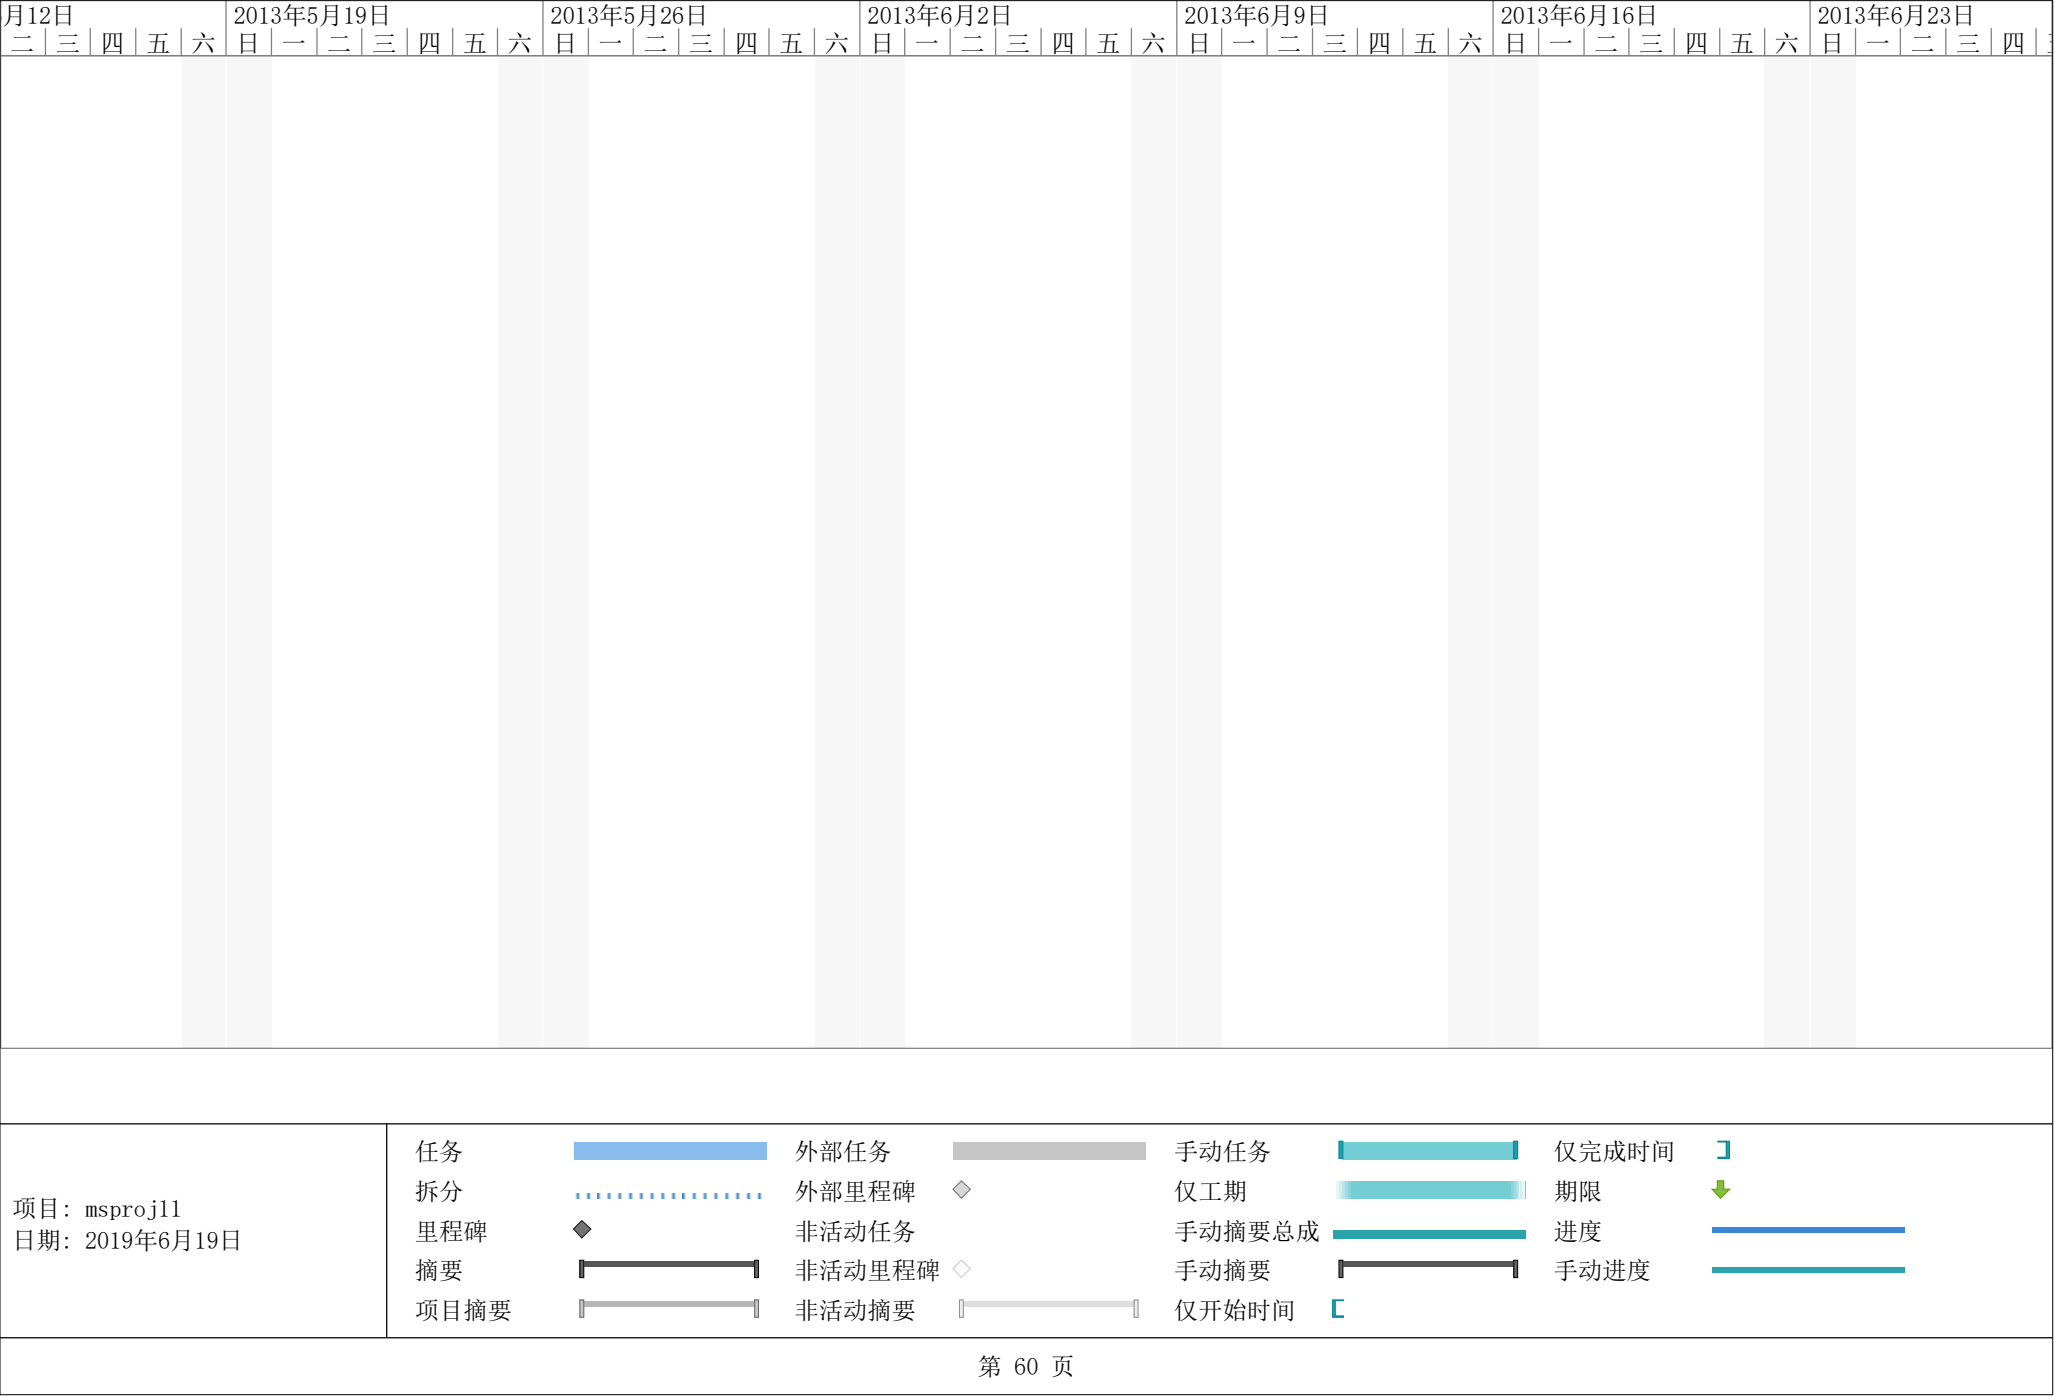 月12日 2013年5月19日 2013年5月26日 2013年6月2日 2013年6月9日 2013年6月16日 2013年6月23日
二 三 四 五 六 日 一 二 三 四 五 六 日 一 二 三 四 五 六 日 一 二 三 四 五 六 日 一 二 三 四 五 六 日 一 二 三 四 五 六 日 一 二 三 四
任务 外部任务 手动任务 仅完成时间
拆分 外部里程碑 仅工期 期限
项目: msproj11
里程碑 非活动任务 手动摘要总成 进度
日期: 2019年6月19日
摘要 非活动里程碑 手动摘要 手动进度
项目摘要 非活动摘要 仅开始时间
第 60 页